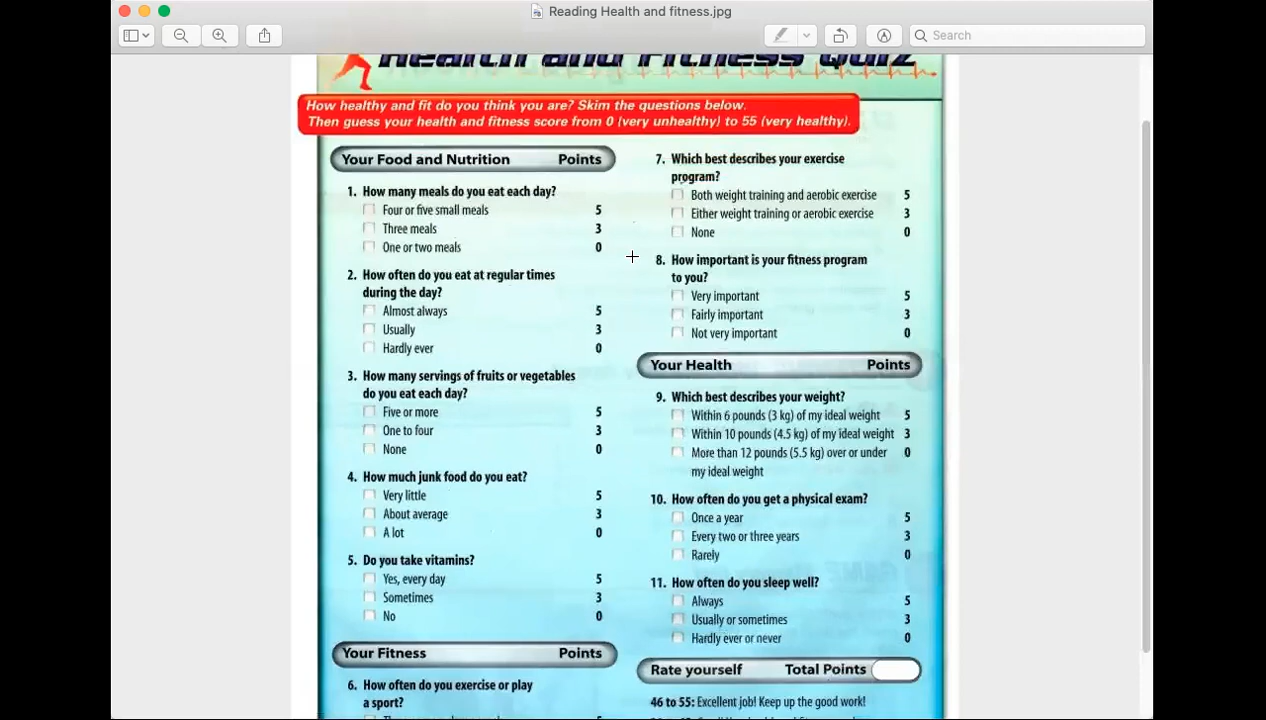 Reading Health and fitness.jpg
Search
Health and Fitness Quiz
How healthy and fit do you think you are? Skim the questions below.
Then guess your health and fitness score from 0 (very unhealthy) to 55 (very healthy).
Your Food and Nutrition Points
1. How many meals do you eat each day?
Four or five small meals 5
Three meals 3
One or two meals 0
2. How often do you eat at regular times
during the day?
Almost always 5
Usually 3
Hardly ever 0
3. How many servings of fruits or vegetables
do you eat each day?
Five or more 5
One to four 3
None 0
4. How much junk food do you eat?
Very little 5
About average 3
A lot 0
5. Do you take vitamins?
Yes, every day 5
Sometimes 3
No 0
Your Fitness Points
6. How often do you exercise or play
a sport?
7. Which best describes your exercise
program?
Both weight training and aerobic exercise 5
Either weight training or aerobic exercise 3
None 0
8. How important is your fitness program
to you?
Very important 5
Fairly important 3
Not very important 0
Your Health Points
9. Which best describes your weight?
Within 6 pounds (3 kg) of my ideal weight 5
Within 10 pounds (4.5 kg) of my ideal weight 3
More than 12 pounds (5.5 kg) over or under 0
my ideal weight
10. How often do you get a physical exam?
Once a year 5
Every two or three years 3
Rarely 0
11. How often do you sleep well?
Always 5
Usually or sometimes 3
Hardly ever or never 0
Rate yourself Total Points
46 to 55: Excellent job! Keep up the good work!